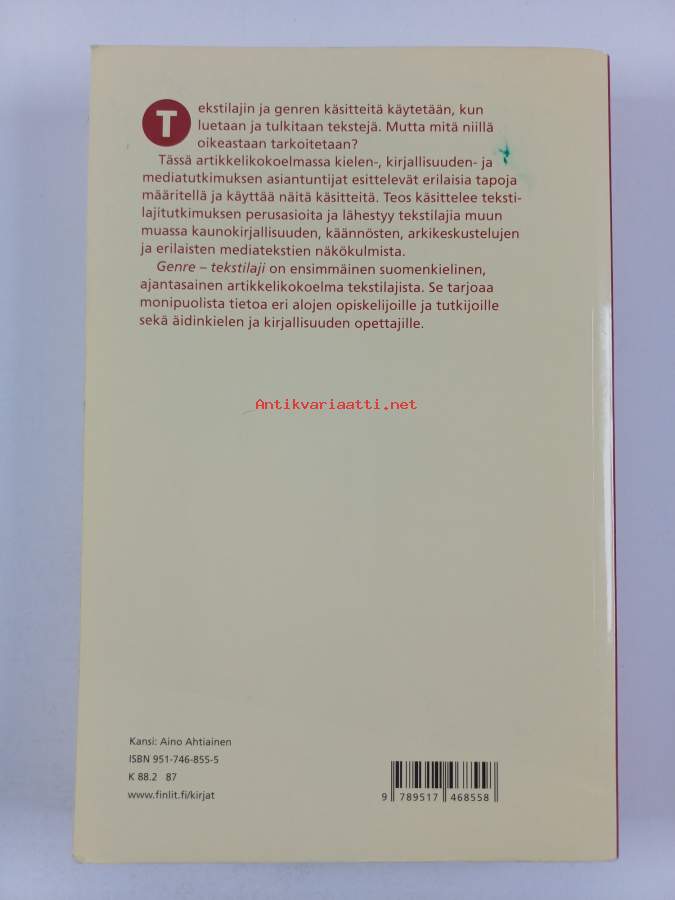 Tekstilajin ja genren käsitteitä käytetään, kun
luetaan ja tulkitaan tekstejä. Mutta mitä niillä
oikeastaan tarkoitetaan?
Tässä artikkelikokoelmassa kielen-, kirjallisuuden- ja
mediatutkimuksen asiantuntijat esittelevät erilaisia tapoja
määritellä ja käyttää näitä käsitteitä. Teos käsittelee teksti-
lajitutkimuksen perusasioita ja lähestyy tekstilajia muun
muassa kaunokirjallisuuden, käännösten, arkikeskustelujen
ja erilaisten mediatekstien näkökulmista.
Genre – tekstilaji on ensimmäinen suomenkielinen,
ajantasainen artikkelikokoelma tekstilajista. Se tarjoaa
monipuolista tietoa eri alojen opiskelijoille ja tutkijoille
sekä äidinkielen ja kirjallisuuden opettajille.
Antikvariaatti.net
Kansi: Aino Ahtiainen
ISBN 951-746-855-5
K 88.2 87
www.finlit.fi/kirjat
9 789517 468558